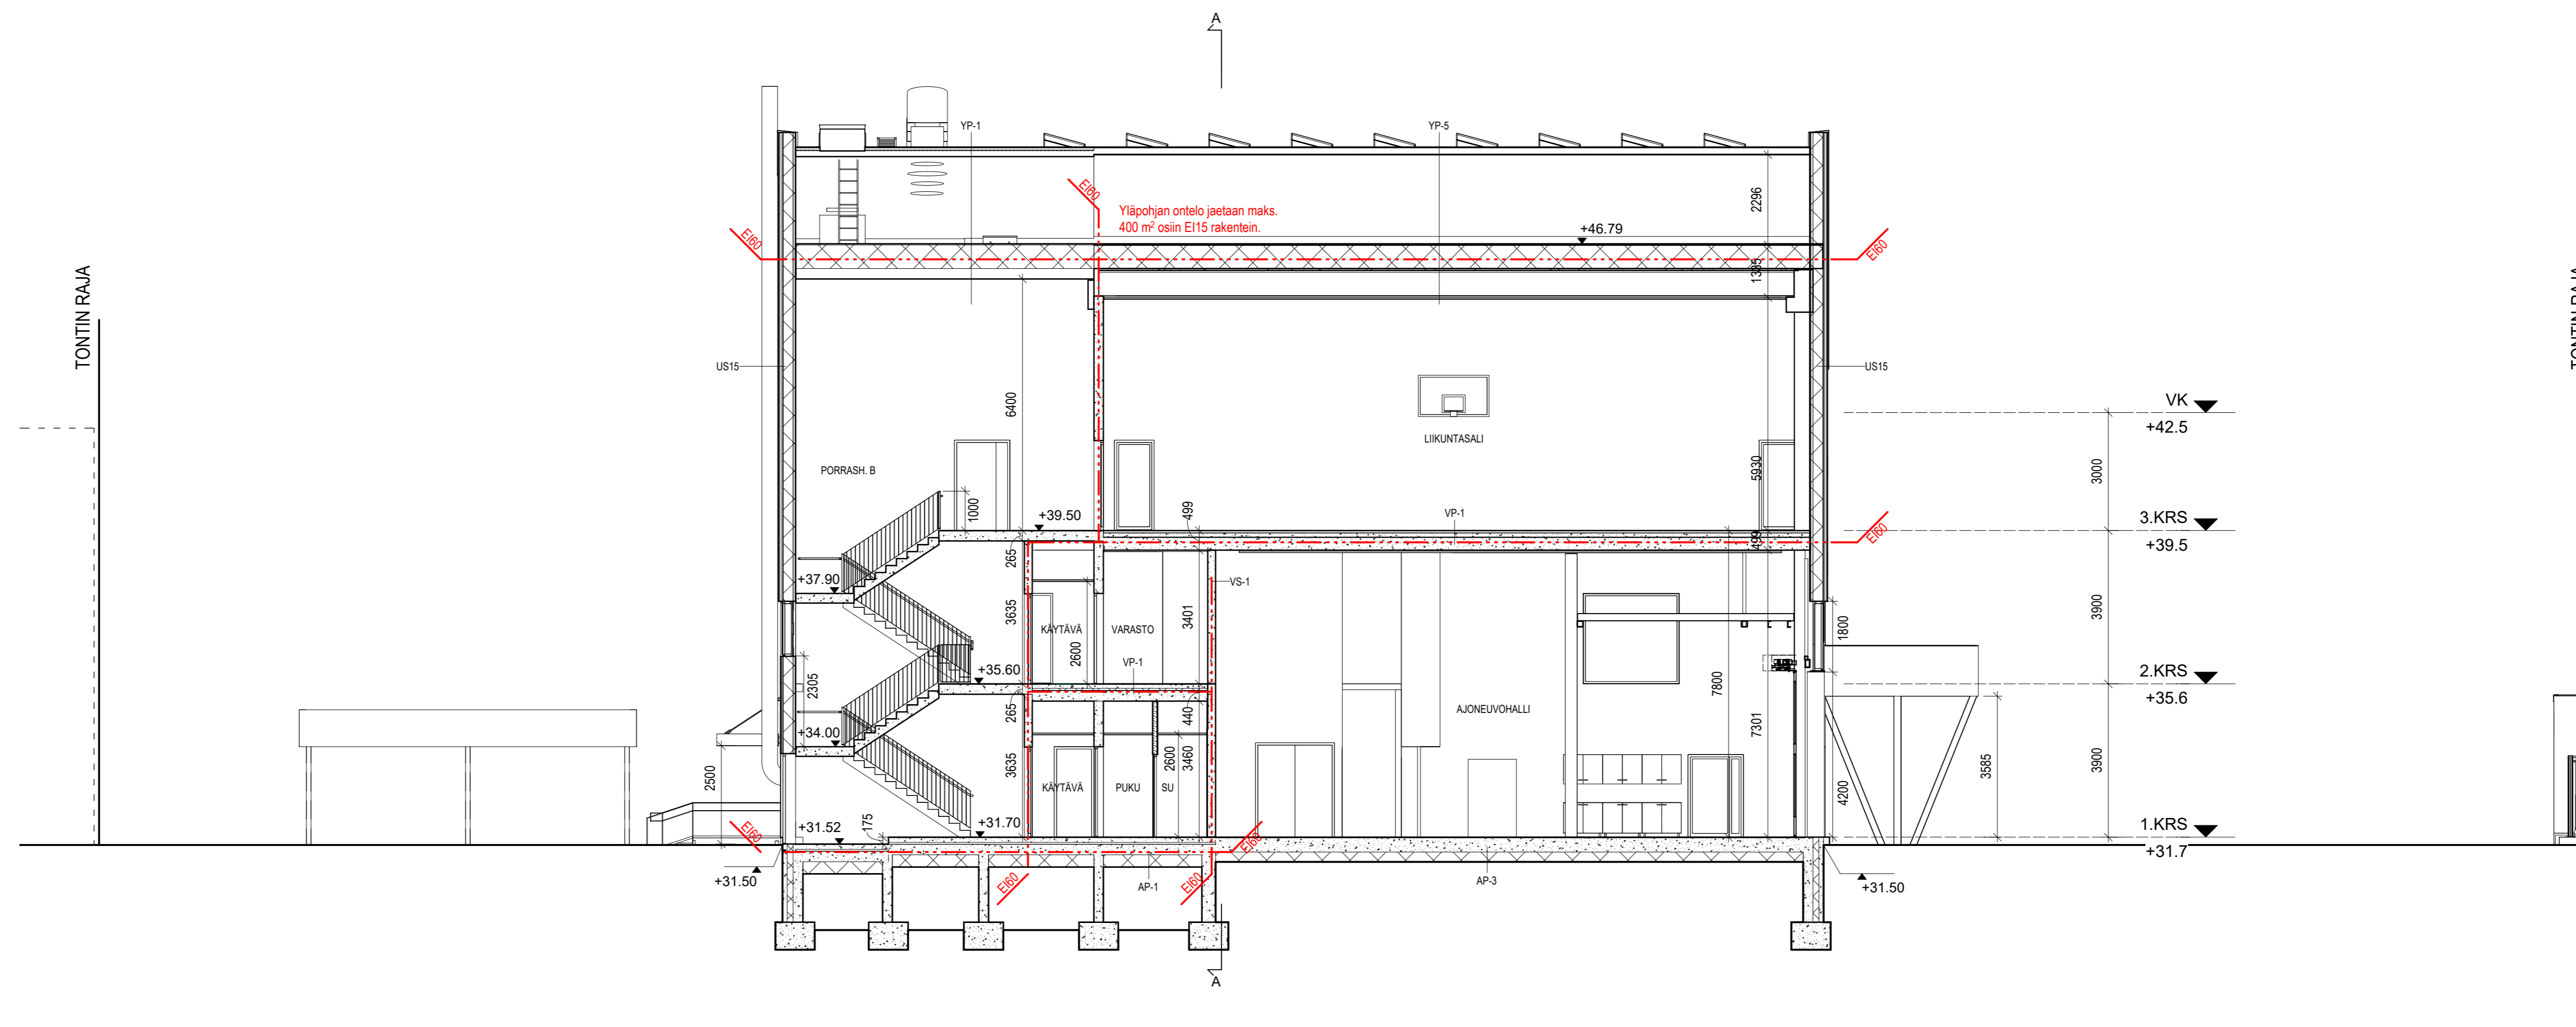 A
YP-1
YP-5
EI60
Yläpohjan ontelo jaetaan maks.
400 m² osiin EI15 rakentein.
2296
EI60
+46.79
EI60
1335
TONTIN RAJA
TONTIN RAJA
US15
US15
6400
VK
+42.5
LIIKUNTASALI
PORRASH. B
5930
3000
1000
+39.50
499
VP-1
3.KRS
+39.5
EI60
265
499
+37.90
VS-1
3635
KÄYTÄVÄ
VARASTO
3401
2600
VP-1
1800
3900
2305
+35.60
7800
2.KRS
+35.6
265
440
AJONEUVOHALLI
+34.00
2500
3635
2600
3460
7301
3585
3900
KÄYTÄVÄ
PUKU
SU
4200
+31.52
175
+31.70
1.KRS
+31.7
EI60
EI60
+31.50
EI60
AP-1
EI60
AP-3
+31.50
A